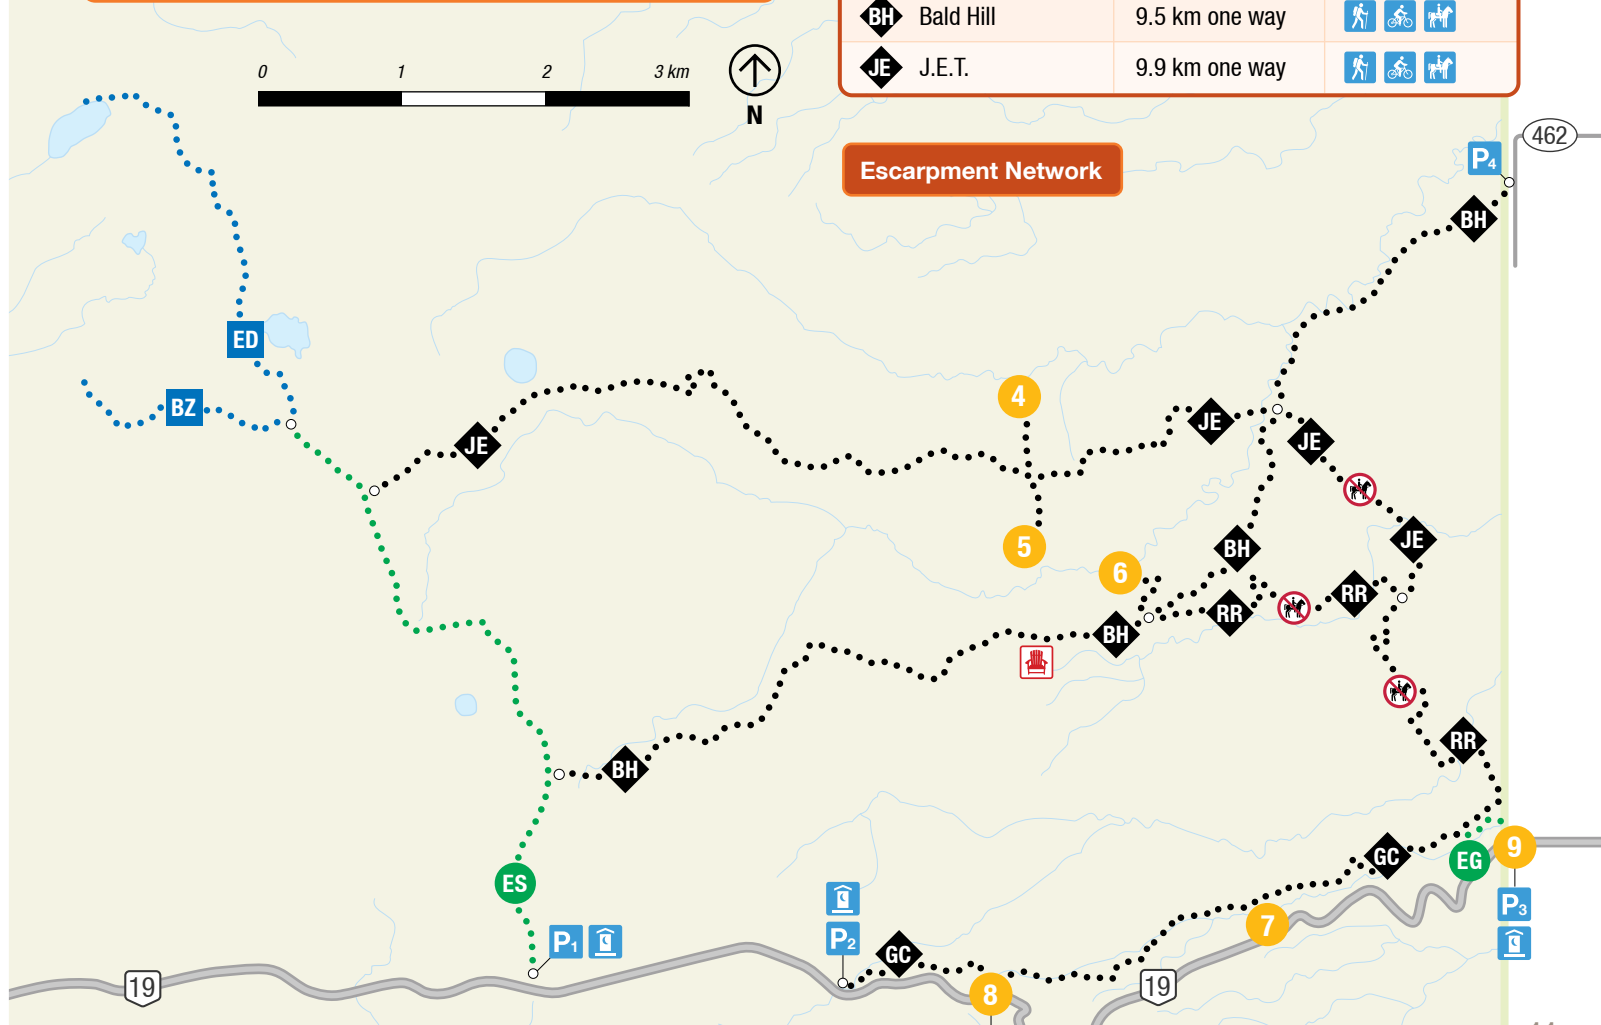 BH Bald Hill 9.5 km one way
JE J.E.T. 9.9 km one way
0 1 2 3 km
N
Escarpment Network
462
P4
BH
ED
BZ
JE
4
JE
JE
5
BH
JE
6
RR
RR
BH
RR
BH
GC
EG
9
ES
P3
7
P1
P2
GC
19
8
19